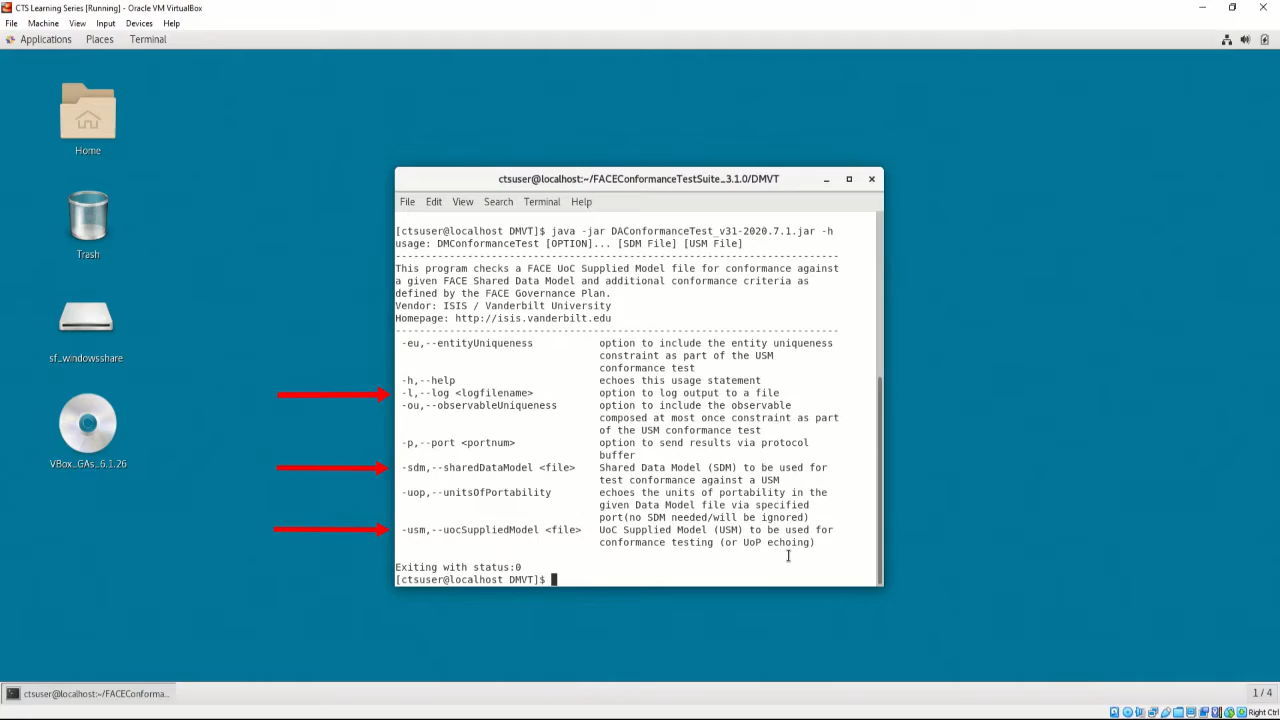 CTS Learning Series [Running] - Oracle VM VirtualBox
File Machine View Input Devices Help
Applications Places Terminal
Home
Trash
sf_windowsshare
VBox_GAs_6.1.26
ctsuser@localhost:~/FACEConformanceTestSuite_3.1.0/DMVT
File Edit View Search Terminal Help
[ctsuser@localhost DMVT]$ java -jar DAConformanceTest_v31-2020.7.1.jar -h
usage: DMConformanceTest [OPTION]... [SDM File] [USM File]
--------------------------------------------------------------------------
This program checks a FACE UoC Supplied Model file for conformance against
a given FACE Shared Data Model and additional conformance criteria as
defined by the FACE Governance Plan.
Vendor: ISIS / Vanderbilt University
Homepage: http://isis.vanderbilt.edu
--------------------------------------------------------------------------
-eu,--entityUniqueness option to include the entity uniqueness
constraint as part of the USM
conformance test
-h,--help echoes this usage statement
-l,--log <logfilename> option to log output to a file
-ou,--observableUniqueness option to include the observable
composed at most once constraint as part
of the USM conformance test
-p,--port <portnum> option to send results via protocol
buffer
-sdm,--sharedDataModel <file> Shared Data Model (SDM) to be used for
test conformance against a USM
-uop,--unitsOfPortability echoes the units of portability in the
given Data Model file via specified
port(no SDM needed/will be ignored)
-usm,--uocSuppliedModel <file> UoC Supplied Model (USM) to be used for
conformance testing (or UoP echoing)
Exiting with status:0
[ctsuser@localhost DMVT]$
ctsuser@localhost:~/FACEConforma...
1 / 4
Right Ctrl